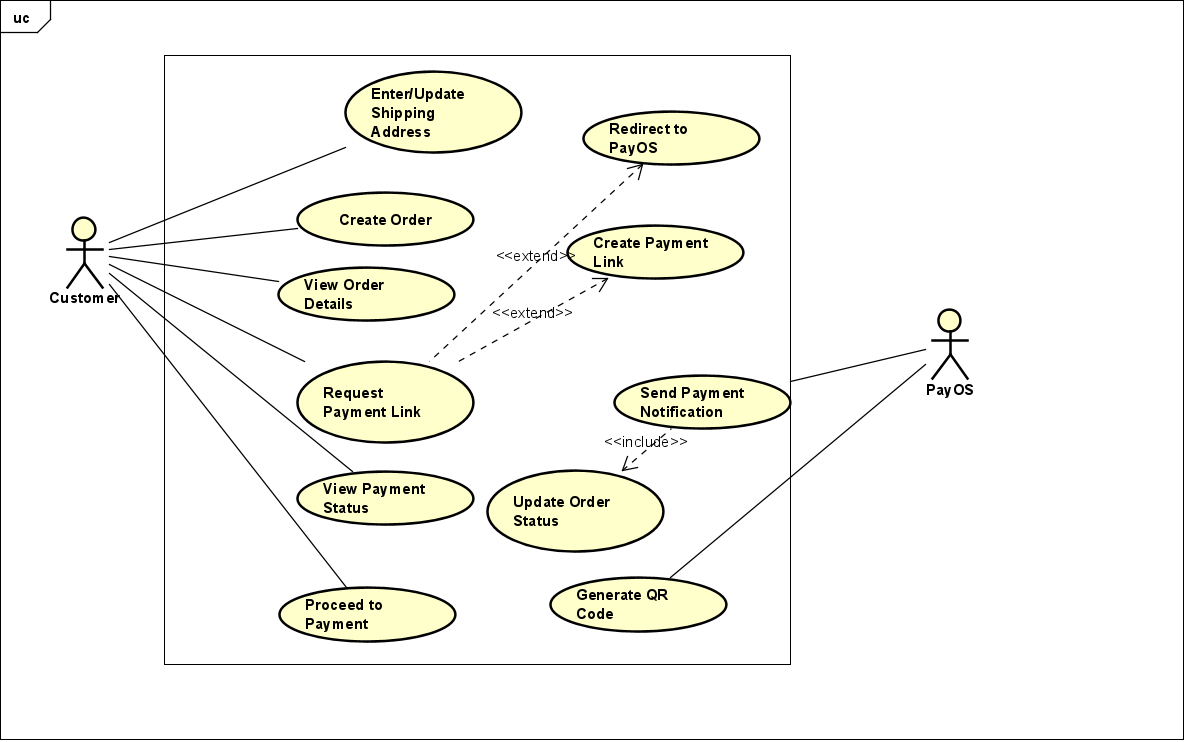 uc
Enter/Update
Shipping
Address
Redirect to
PayOS
Create Order
<<extend>>
Create Payment
Link
View Order
Details
Customer
<<extend>>
Request
Payment Link
Send Payment
Notification
PayOS
<<include>>
View Payment
Status
Update Order
Status
Proceed to
Payment
Generate QR
Code